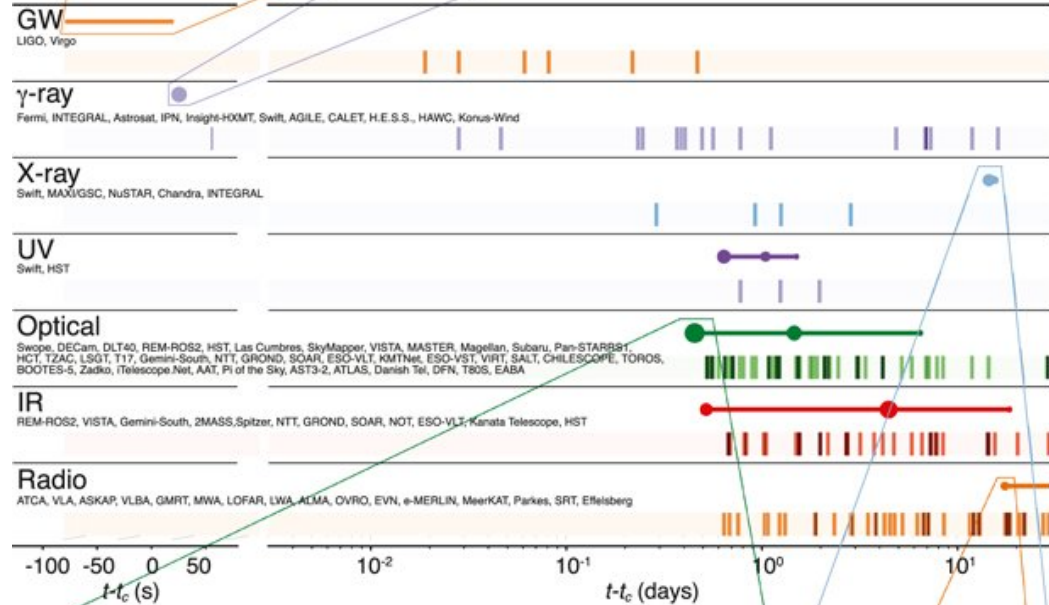 GW
LIGO, Virgo
γ-ray
Fermi, INTEGRAL, Astrosat, IPN, Insight-HXMT, Swift, AGILE, CALET, H.E.S.S., HAWC, Konus-Wind
X-ray
Swift, MAXI/GSC, NuSTAR, Chandra, INTEGRAL
UV
Swift, HST
Optical
Swope, DECam, DLT40, REM-ROS2, HST, Las Cumbres, SkyMapper, VISTA, MASTER, Magellan, Subaru, Pan-STARRS1,
HCT, TZAC, LSGT, T17, Gemini-South, NTT, GROND, SOAR, ESO-VLT, KMTNet, ESO-VST, VIRT, SALT, CHILESCOPE, TOROS,
BOOTES-5, Zadko, iTelescope.Net, AAT, Pi of the Sky, AST3-2, ATLAS, Danish Tel, DFN, T80S, EABA
IR
REM-ROS2, VISTA, Gemini-South, 2MASS,Spitzer, NTT, GROND, SOAR, NOT, ESO-VLT, Kanata Telescope, HST
Radio
ATCA, VLA, ASKAP, VLBA, GMRT, MWA, LOFAR, LWA, ALMA, OVRO, EVN, e-MERLIN, MeerKAT, Parkes, SRT, Effelsberg
-100 -50 0 50 10⁻² 10⁻¹ 10⁰ 10¹
t-t_c (s) t-t_c (days)